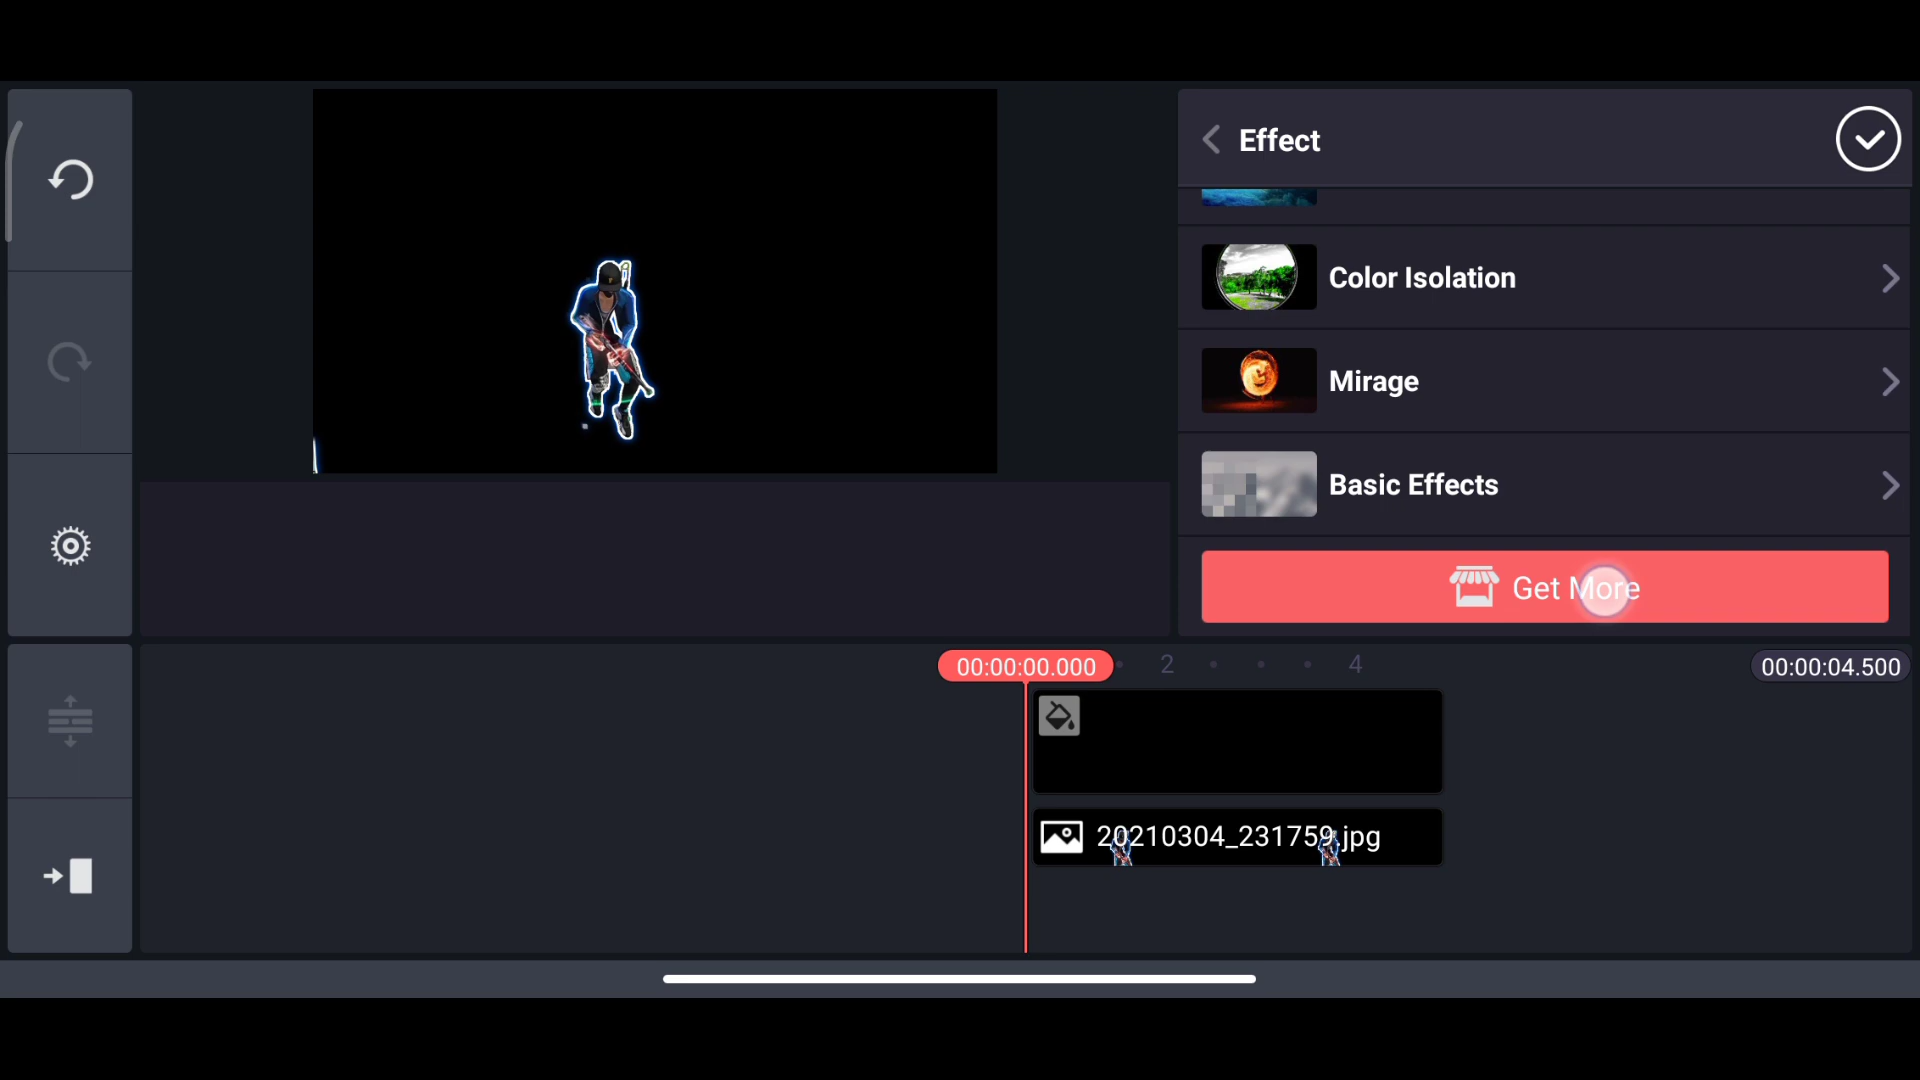 Effect
Color Isolation
Mirage
Basic Effects
Get More
00:00:00.000
2
4
00:00:04.500
20210304_231759.jpg